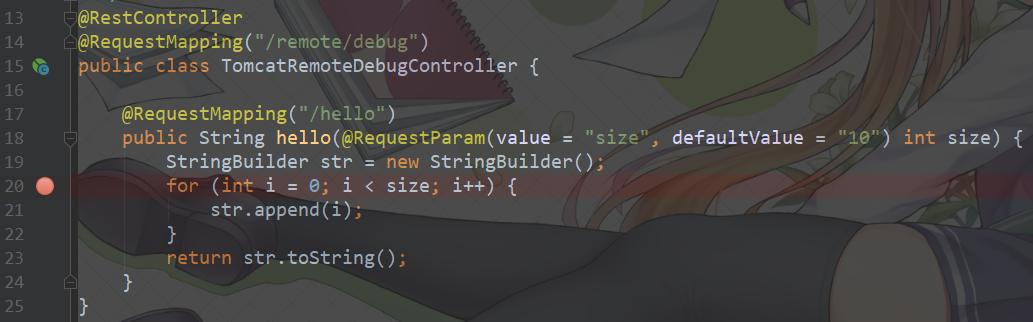 13 @RestController
14 @RequestMapping("/remote/debug")
15 public class TomcatRemoteDebugController {
16
17     @RequestMapping("/hello")
18     public String hello(@RequestParam(value = "size", defaultValue = "10") int size) {
19         StringBuilder str = new StringBuilder();
20         for (int i = 0; i < size; i++) {
21             str.append(i);
22         }
23         return str.toString();
24     }
25 }